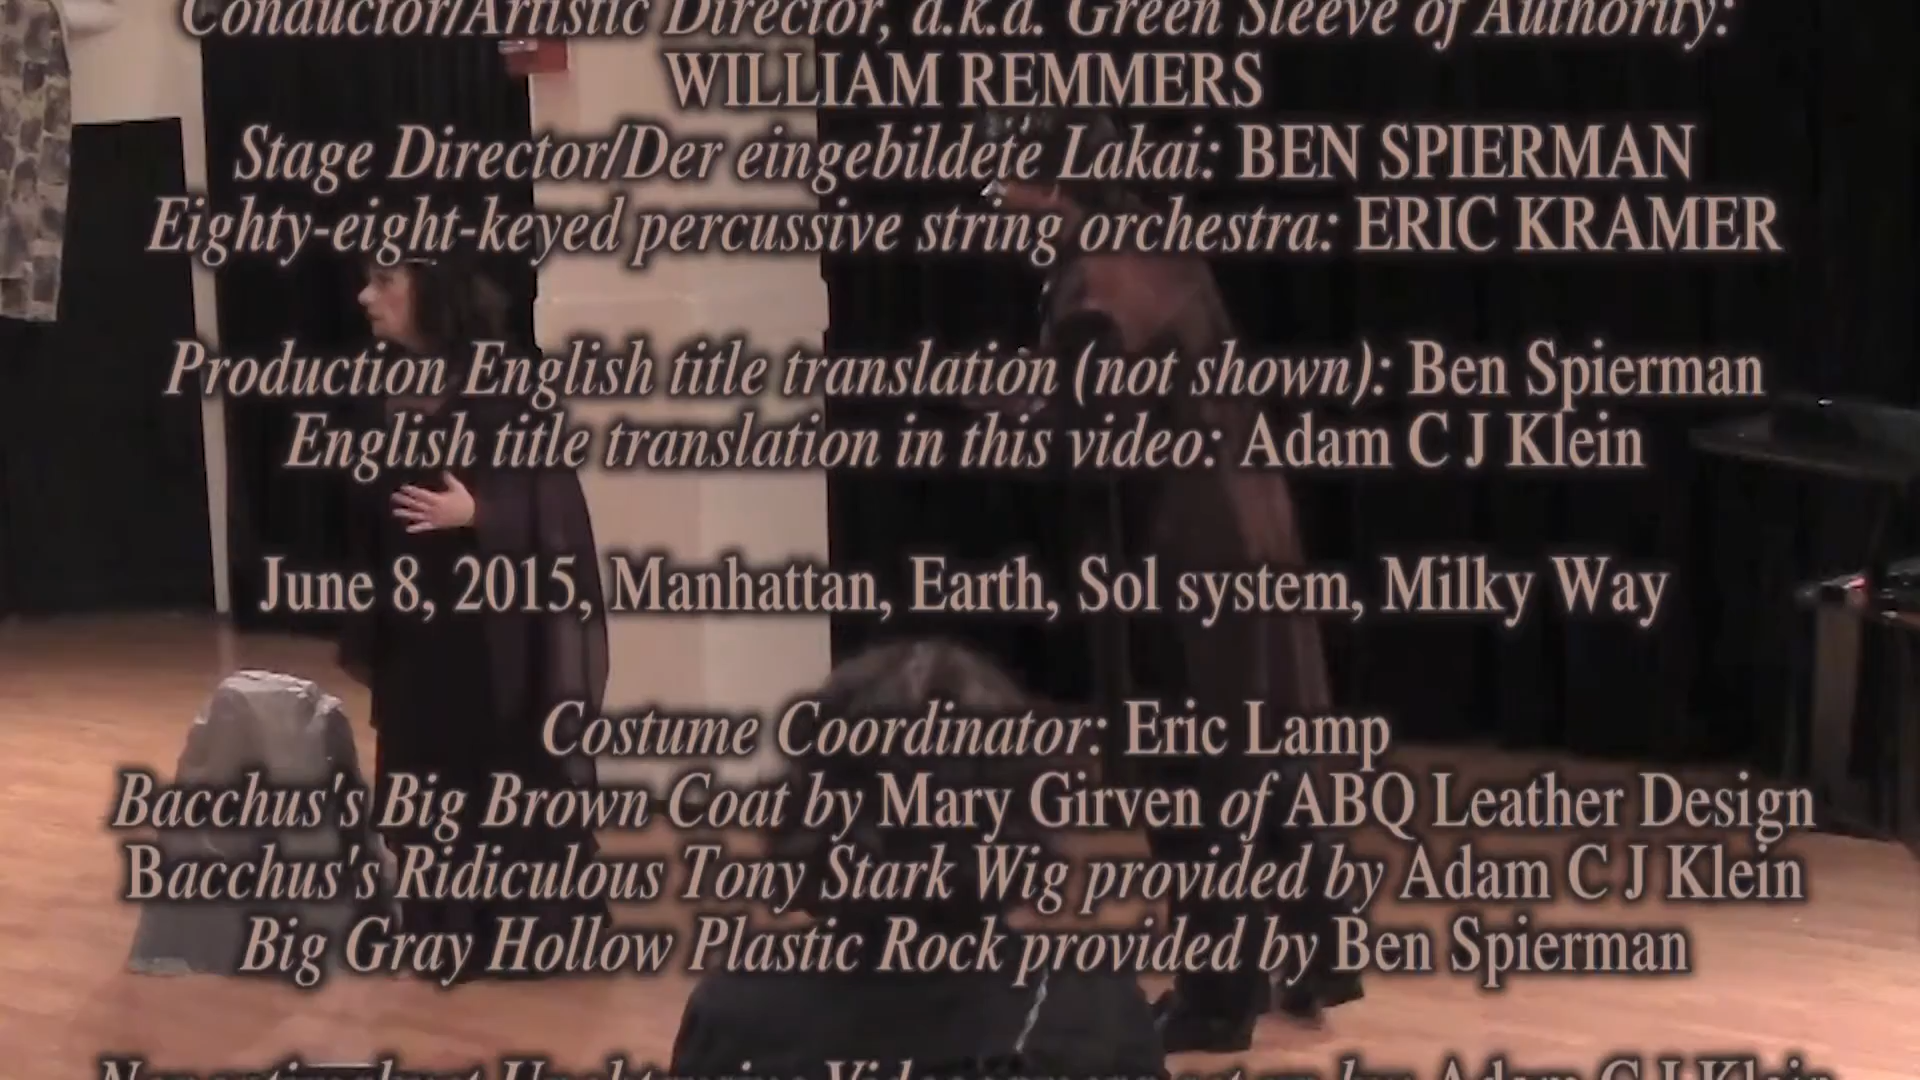 Conductor/Artistic Director, a.k.a. Green Sleeve of Authority:
WILLIAM REMMERS
Stage Director/Der eingebildete Lakai: BEN SPIERMAN
Eighty-eight-keyed percussive string orchestra: ERIC KRAMER
Production English title translation (not shown): Ben Spierman
English title translation in this video: Adam C J Klein
June 8, 2015, Manhattan, Earth, Sol system, Milky Way
Costume Coordinator: Eric Lamp
Bacchus's Big Brown Coat by Mary Girven of ABQ Leather Design
Bacchus's Ridiculous Tony Stark Wig provided by Adam C J Klein
Big Gray Hollow Plastic Rock provided by Ben Spierman
by: Adam C J Klein